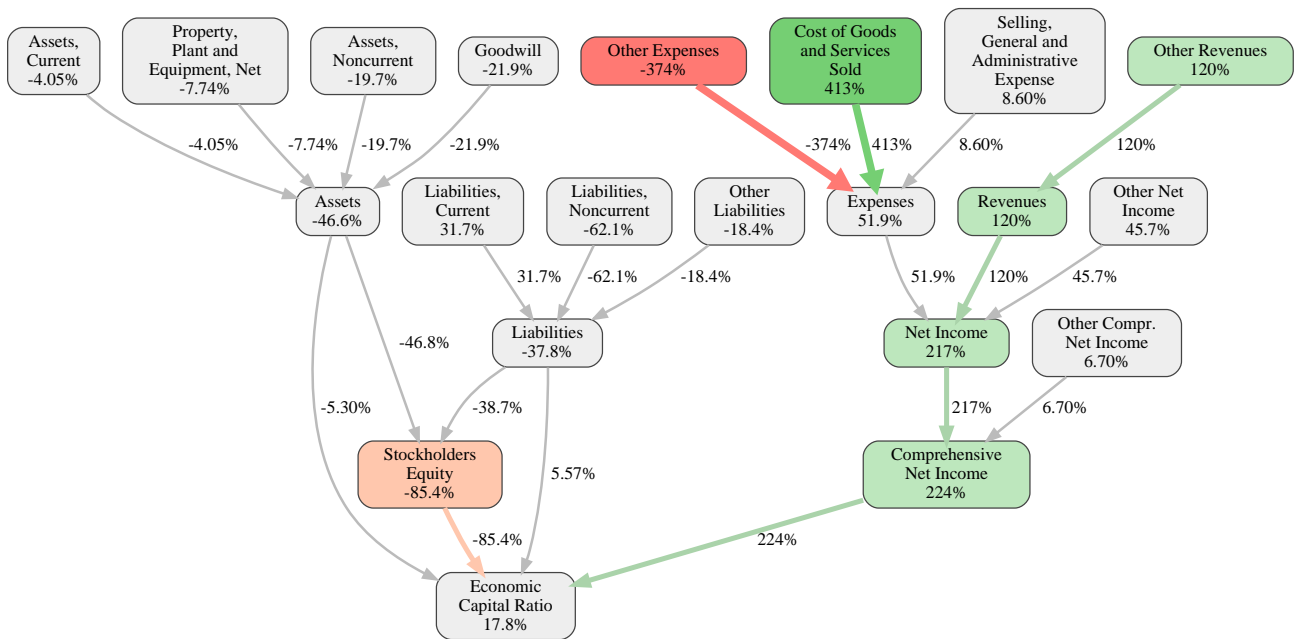 Assets,
Current
-4.05%
Property,
Plant and
Equipment, Net
-7.74%
Assets,
Noncurrent
-19.7%
Goodwill
-21.9%
Other Expenses
-374%
Cost of Goods
and Services
Sold
413%
Selling,
General and
Administrative
Expense
8.60%
Other Revenues
120%
-4.05%
-7.74%
-19.7%
-21.9%
-374%
413%
8.60%
120%
Assets
-46.6%
Liabilities,
Current
31.7%
Liabilities,
Noncurrent
-62.1%
Other
Liabilities
-18.4%
Expenses
51.9%
Revenues
120%
Other Net
Income
45.7%
31.7%
-62.1%
-18.4%
51.9%
120%
45.7%
-46.8%
Liabilities
-37.8%
Net Income
217%
Other Compr.
Net Income
6.70%
-5.30%
-38.7%
217%
6.70%
Stockholders
Equity
-85.4%
5.57%
Comprehensive
Net Income
224%
-85.4%
224%
Economic
Capital Ratio
17.8%